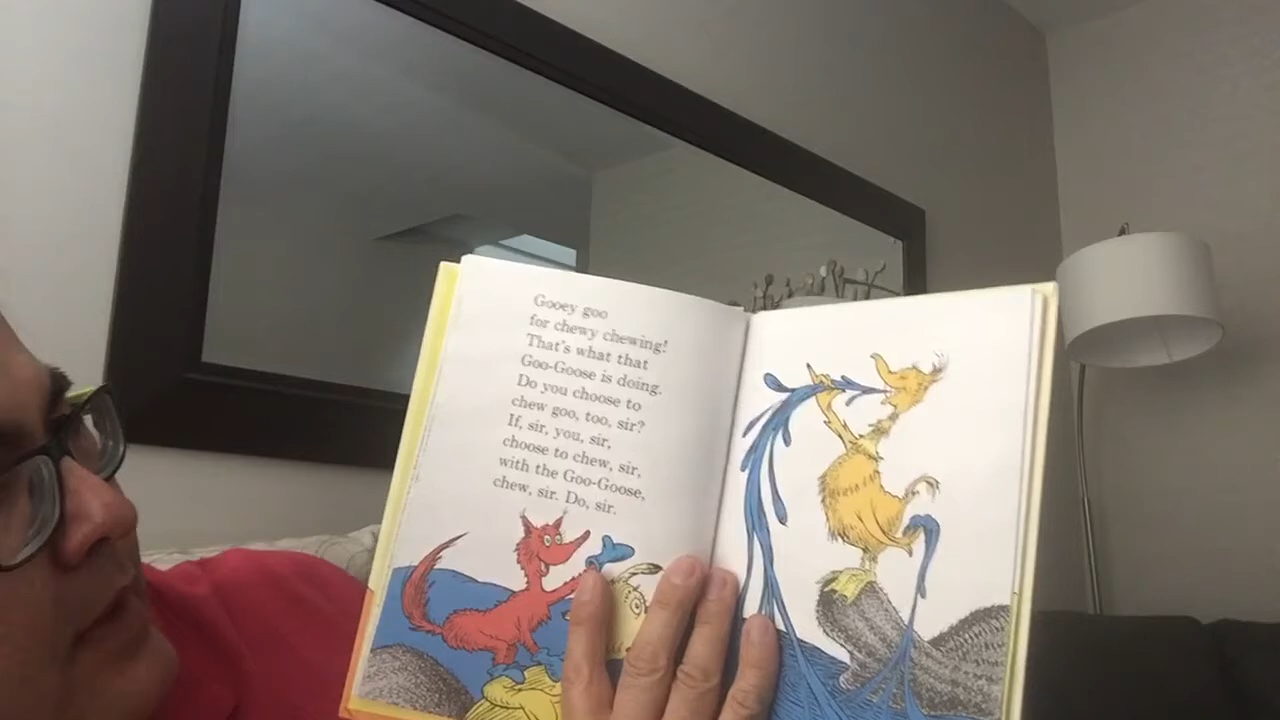 Gooey goo
for chewy chewing!
That's what that
Goo-Goose is doing.
Do you choose to
chew goo, too, sir?
If, sir, you, sir,
choose to chew, sir,
with the Goo-Goose,
chew, sir. Do, sir.